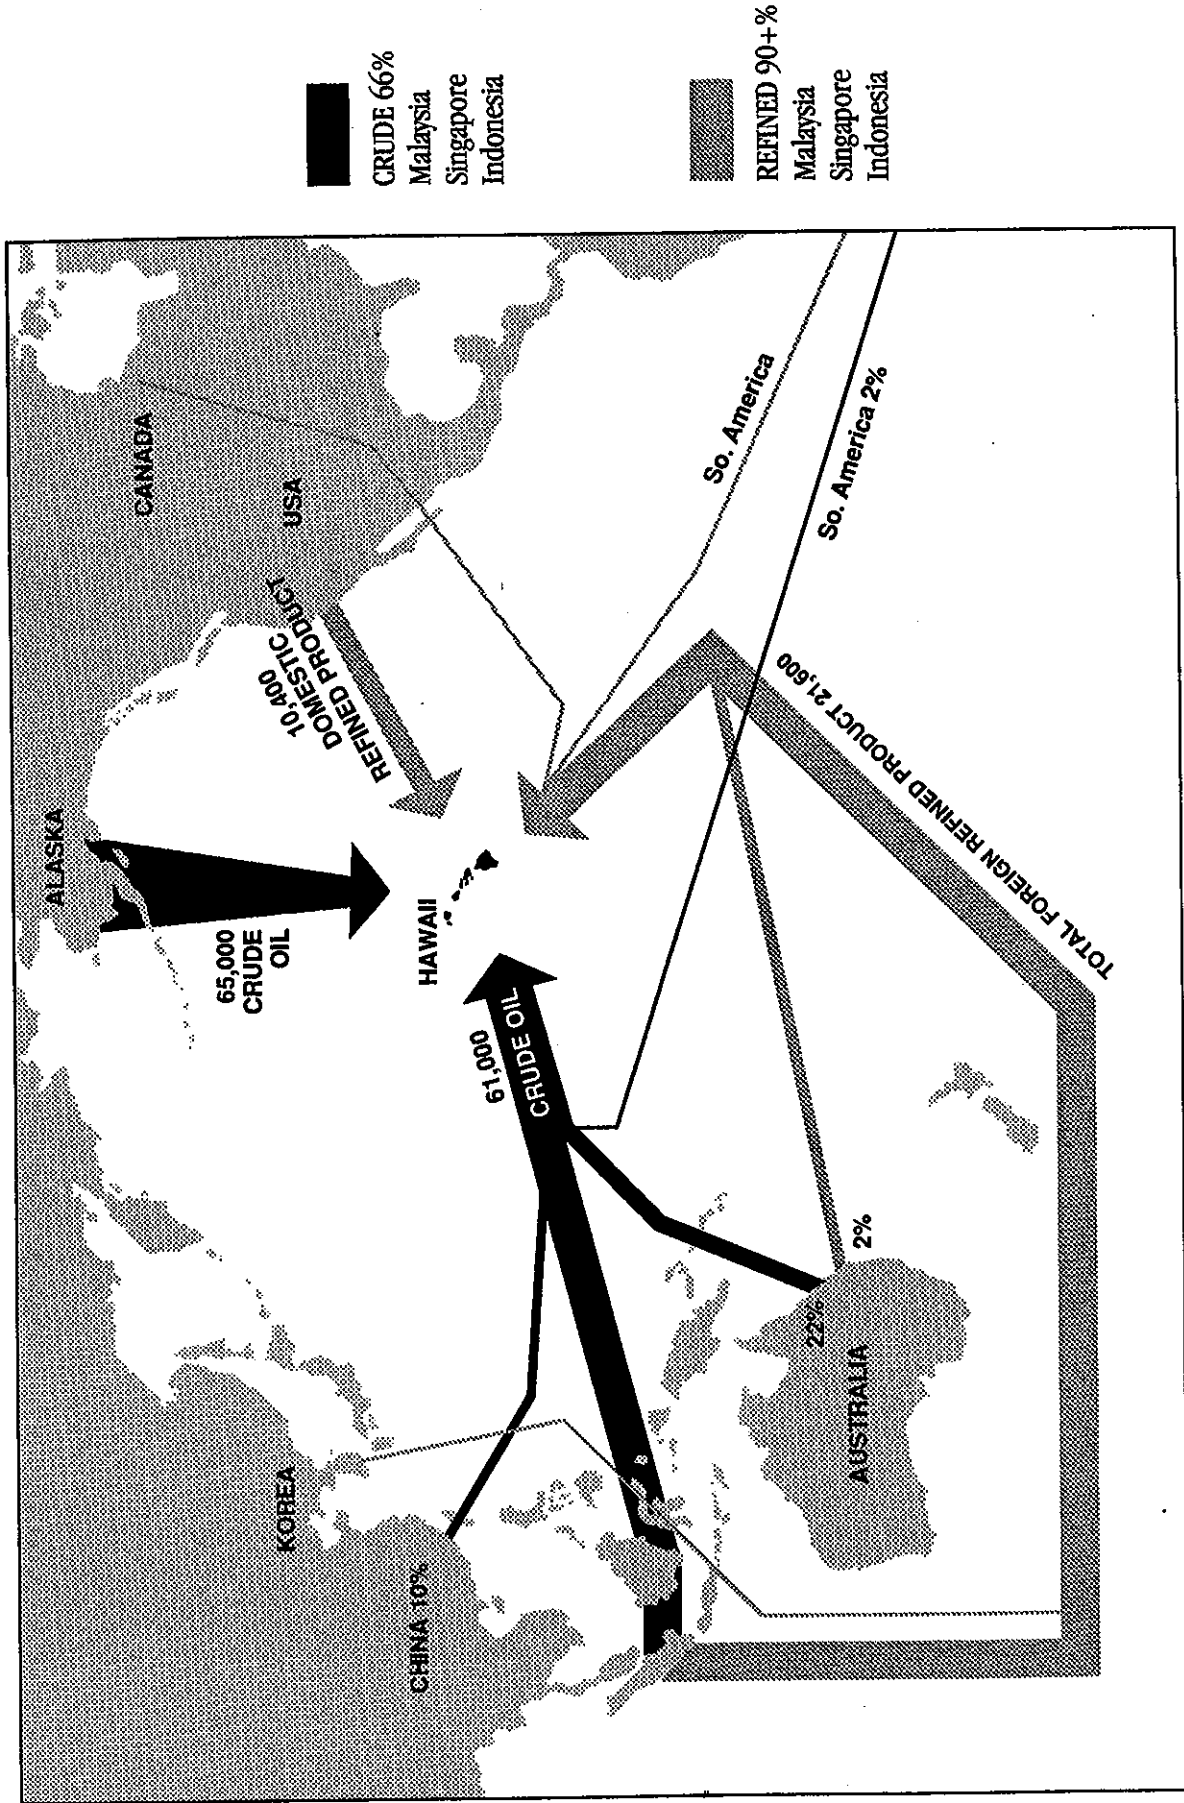 CANADA
ALASKA
USA
10,400
DOMESTIC
REFINED PRODUCT
65,000
CRUDE
OIL
KOREA
HAWAII
CHINA 10%
61,000
CRUDE OIL
So. America
So. America 2%
TOTAL FOREIGN REFINED PRODUCT 21,600
22%
2%
AUSTRALIA
CRUDE 66%
Malaysia
Singapore
Indonesia
REFINED 90+%
Malaysia
Singapore
Indonesia